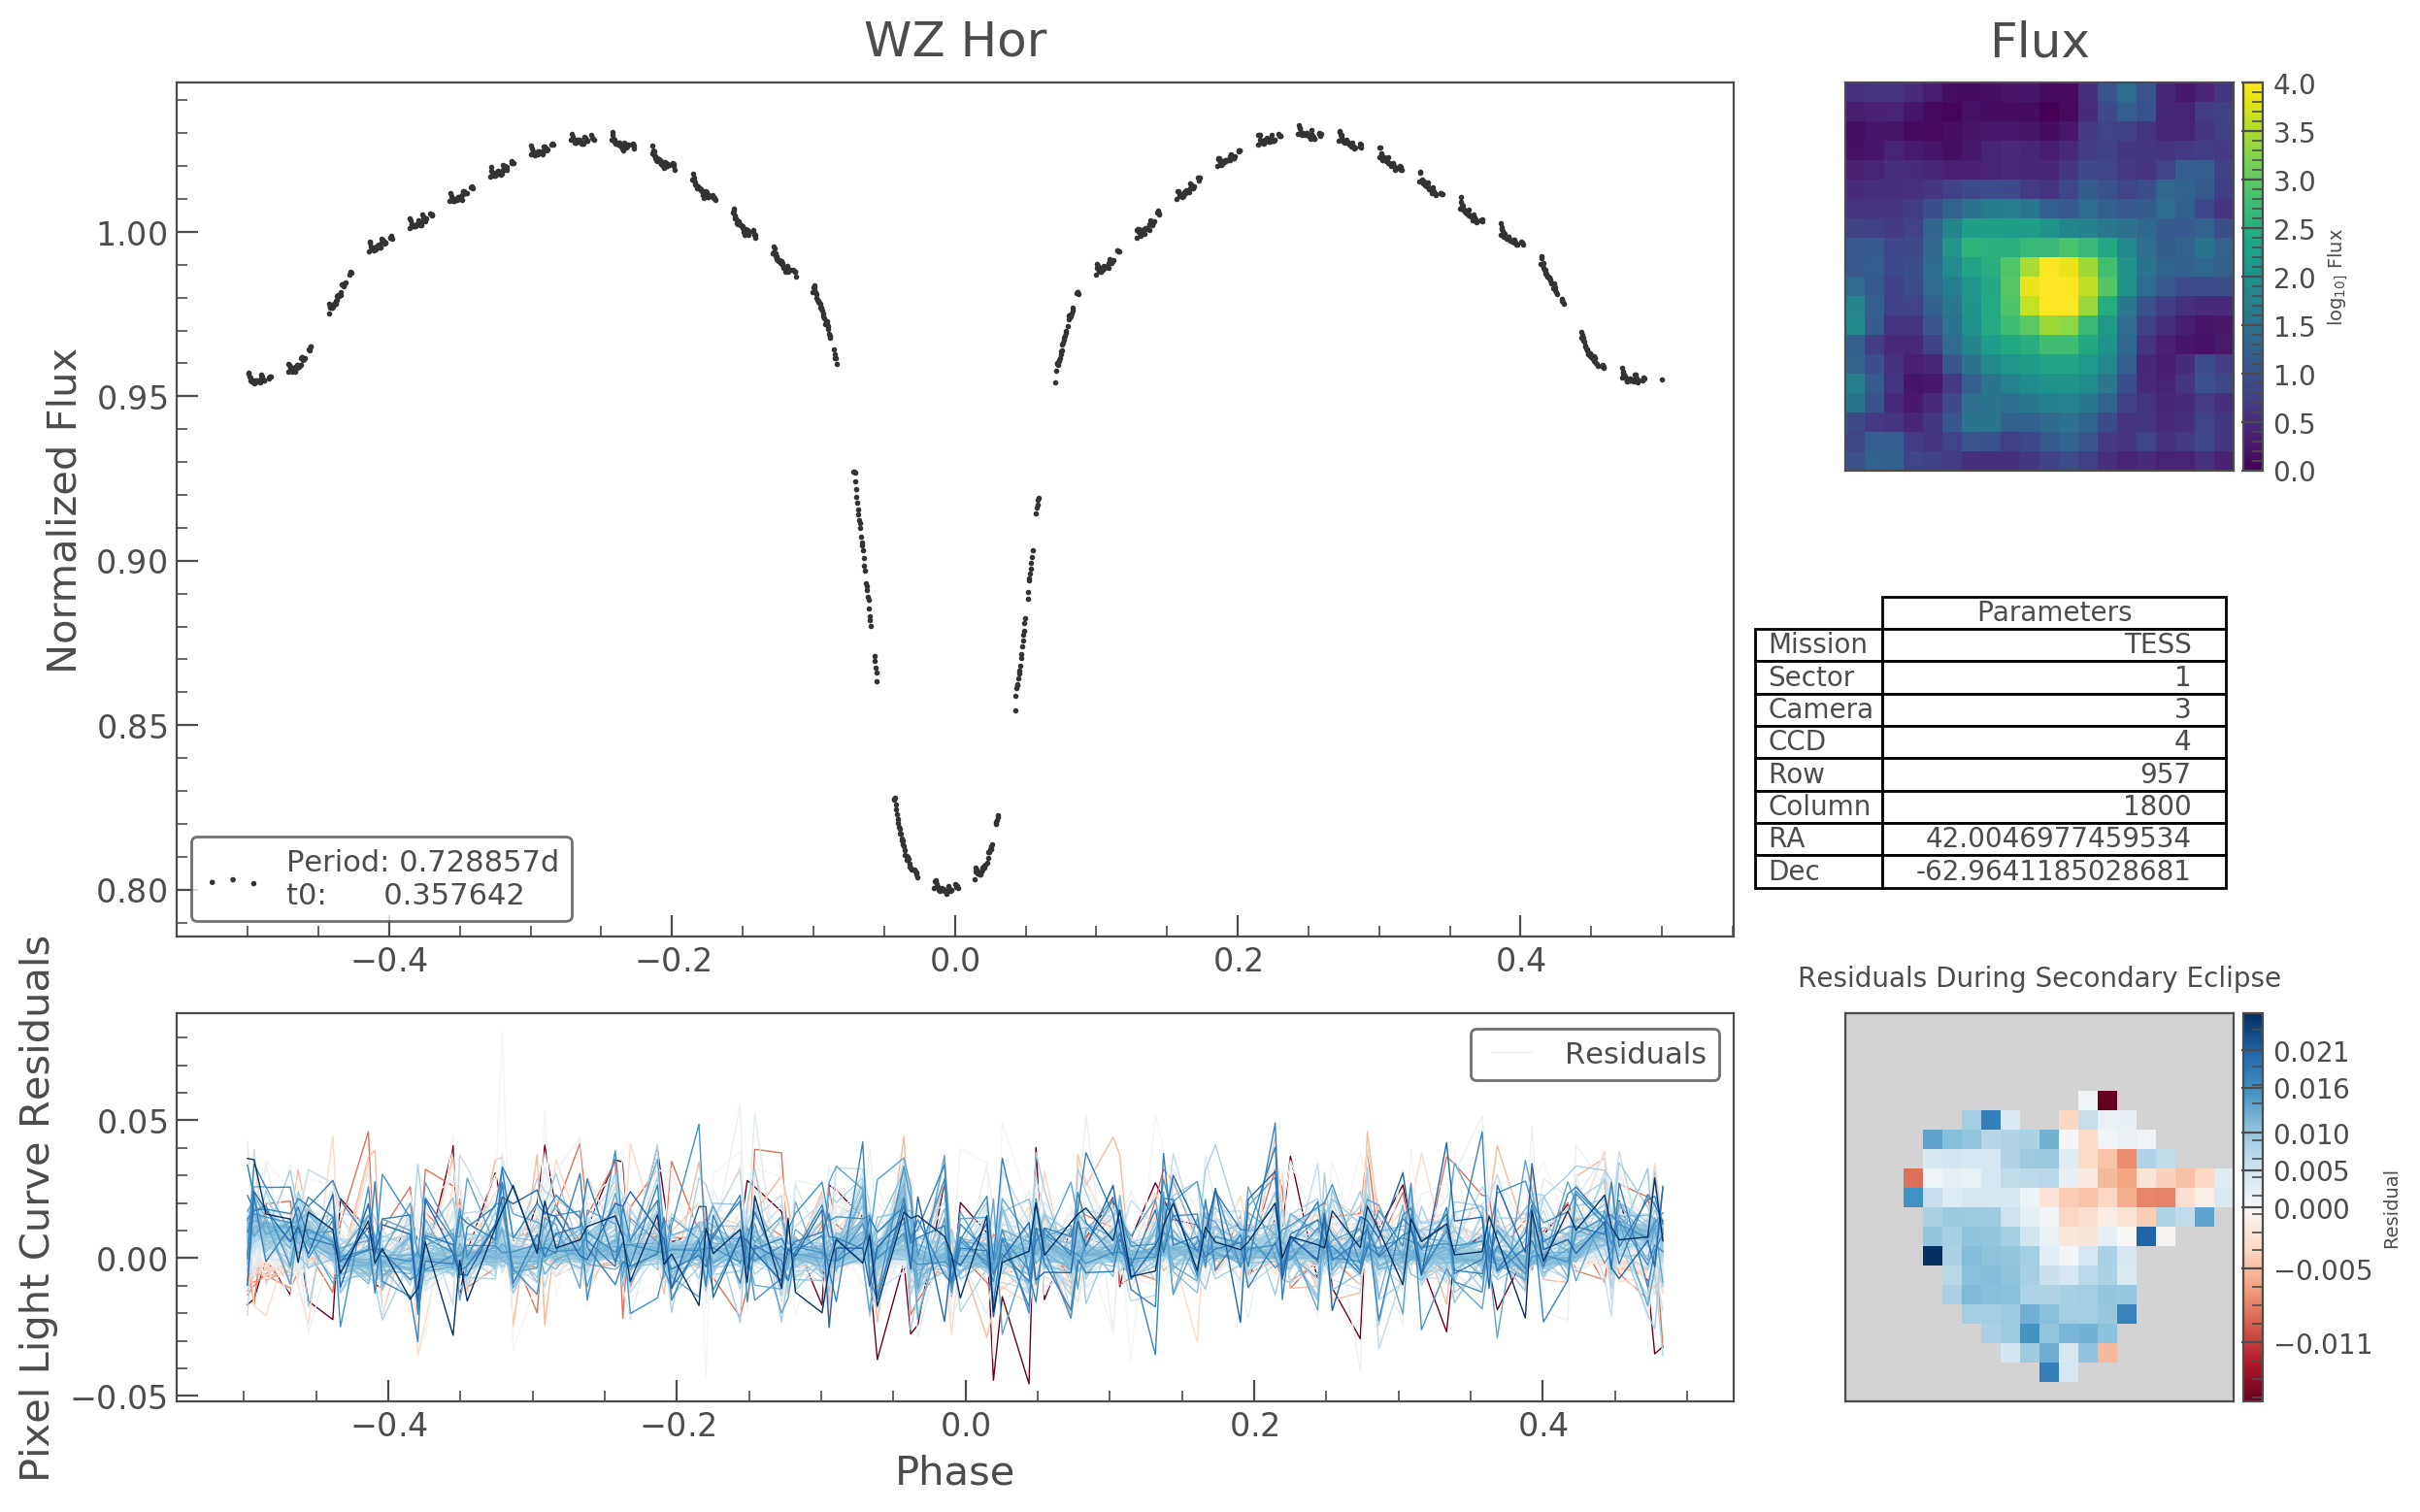 WZ Hor
Normalized Flux
1.00
0.95
0.90
0.85
0.80
−0.4
−0.2
0.0
0.2
0.4
Period: 0.728857d
t0: 0.357642
Flux
4.0
3.5
3.0
2.5
2.0
1.5
1.0
0.5
0.0
log10] Flux
Parameters
Mission TESS
Sector 1
Camera 3
CCD 4
Row 957
Column 1800
RA 42.0046977459534
Dec -62.9641185028681
Pixel Light Curve Residuals
0.05
0.00
−0.05
−0.4
−0.2
0.0
0.2
0.4
Phase
Residuals
Residuals During Secondary Eclipse
0.021
0.016
0.010
0.005
0.000
−0.005
−0.011
Residual